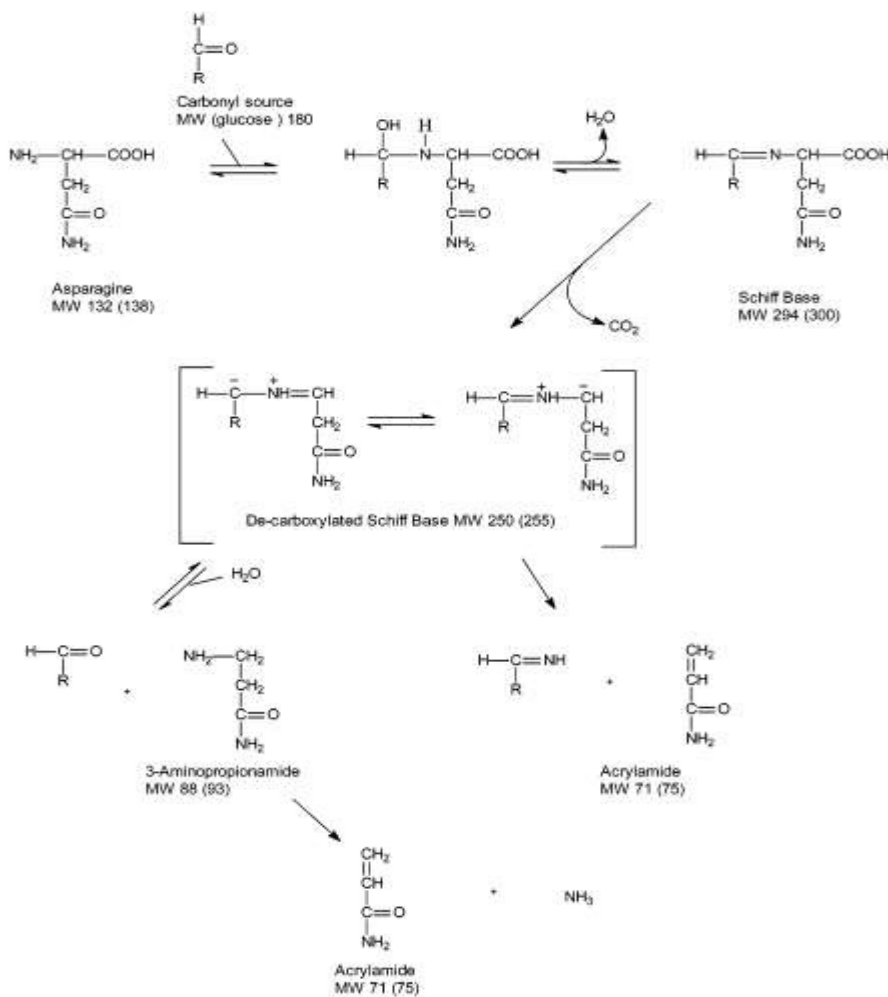 H
C=O
R
Carbonyl source
MW (glucose ) 180
NH2—CH—COOH
CH2
C=O
NH2
Asparagine
MW 132 (138)
OH H
H—C—N—CH—COOH
R CH2
C=O
NH2
H2O
H—C=N—CH—COOH
R CH2
C=O
NH2
Schiff Base
MW 294 (300)
CO2
− +
H—C—NH=CH
R CH2
C=O
NH2
+ −
H—C=NH—CH
R CH2
C=O
NH2
De-carboxylated Schiff Base MW 250 (255)
H2O
H—C=O
R
+
NH2—CH2
CH2
C=O
NH2
3-Aminopropionamide
MW 88 (93)
H—C=NH
R
+
CH2
CH
C=O
NH2
Acrylamide
MW 71 (75)
CH2
CH
C=O
NH2
+
NH3
Acrylamide
MW 71 (75)